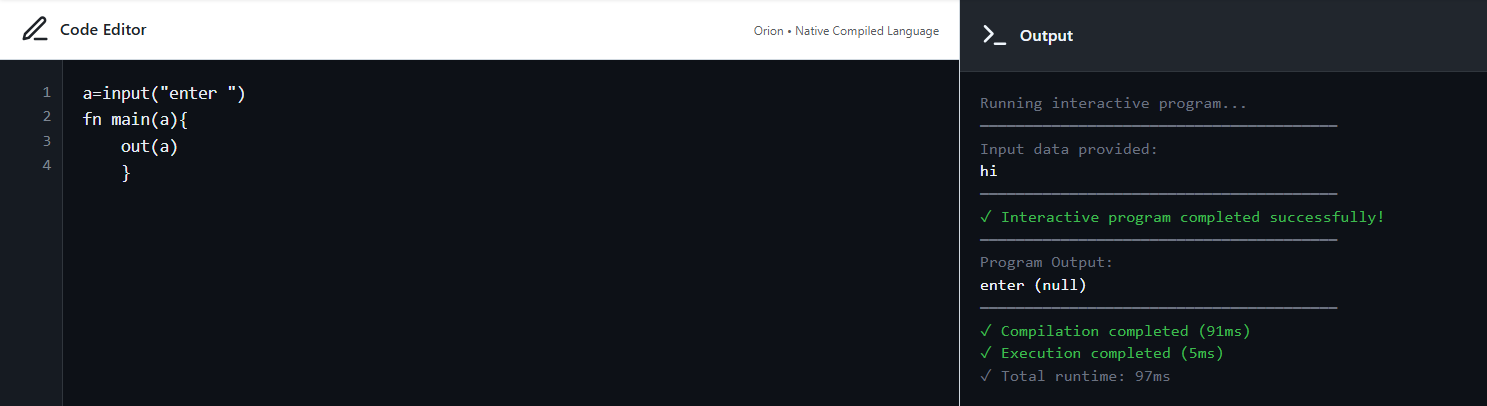 Code Editor
Orion • Native Compiled Language
1 a=input("enter ")
2 fn main(a){
3     out(a)
4     }
Output
Running interactive program...
Input data provided:
hi
✓ Interactive program completed successfully!
Program Output:
enter (null)
✓ Compilation completed (91ms)
✓ Execution completed (5ms)
✓ Total runtime: 97ms